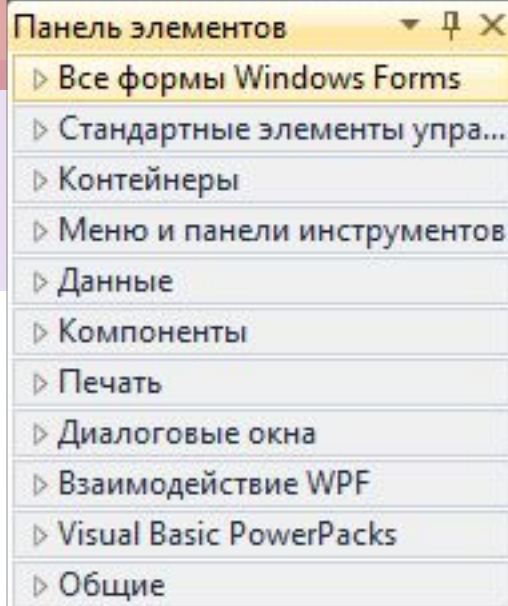 Панель элементов
Все формы Windows Forms
Стандартные элементы упра...
Контейнеры
Меню и панели инструментов
Данные
Компоненты
Печать
Диалоговые окна
Взаимодействие WPF
Visual Basic PowerPacks
Общие